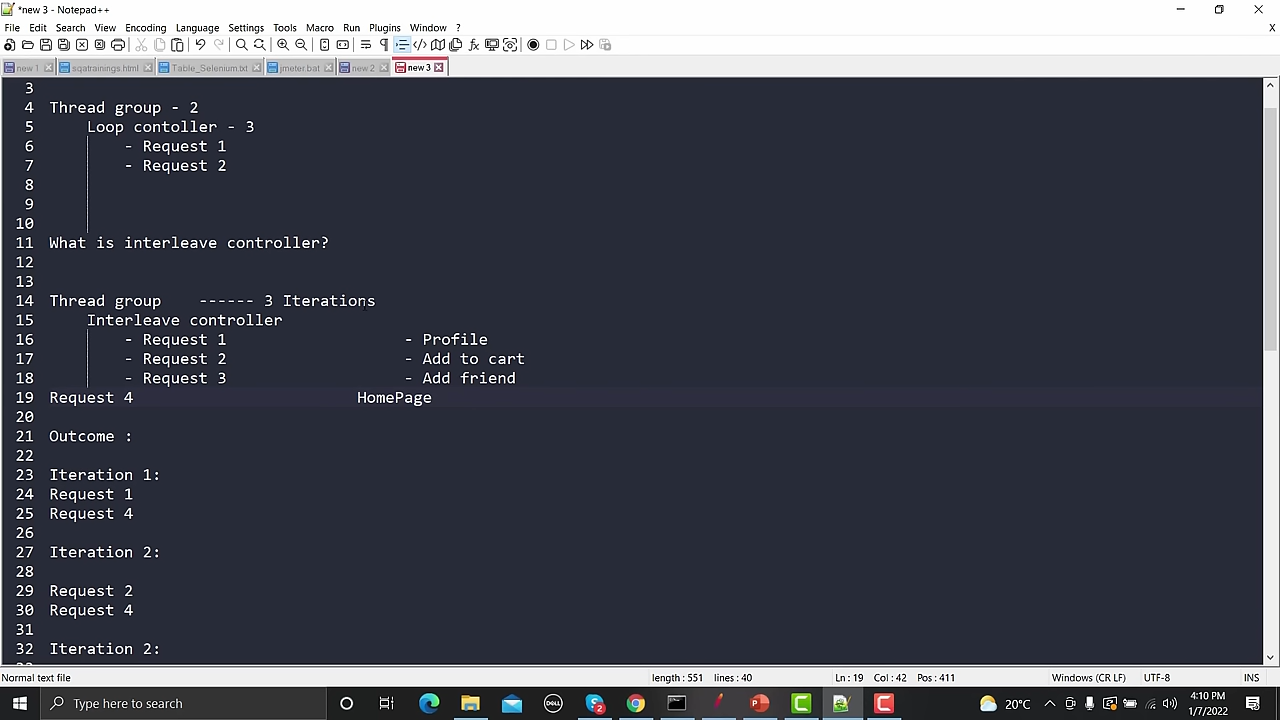 *new 3 - Notepad++
File Edit Search View Encoding Language Settings Tools Macro Run Plugins Window ?
X
new 1 sqatrainings.html Table_Selenium.txt jmeter.bat new 2 new 3
3
4 Thread group - 2
5 Loop contoller - 3
6 - Request 1
7 - Request 2
8
9
10
11 What is interleave controller?
12
13
14 Thread group ------ 3 Iterations
15 Interleave controller
16 - Request 1 - Profile
17 - Request 2 - Add to cart
18 - Request 3 - Add friend
19 Request 4 HomePage
20
21 Outcome :
22
23 Iteration 1:
24 Request 1
25 Request 4
26
27 Iteration 2:
28
29 Request 2
30 Request 4
31
32 Iteration 2:
Normal text file length : 551 lines : 40 Ln : 19 Col : 42 Pos : 411 Windows (CR LF) UTF-8 INS
Type here to search DELL 20°C 4:10 PM
1/7/2022